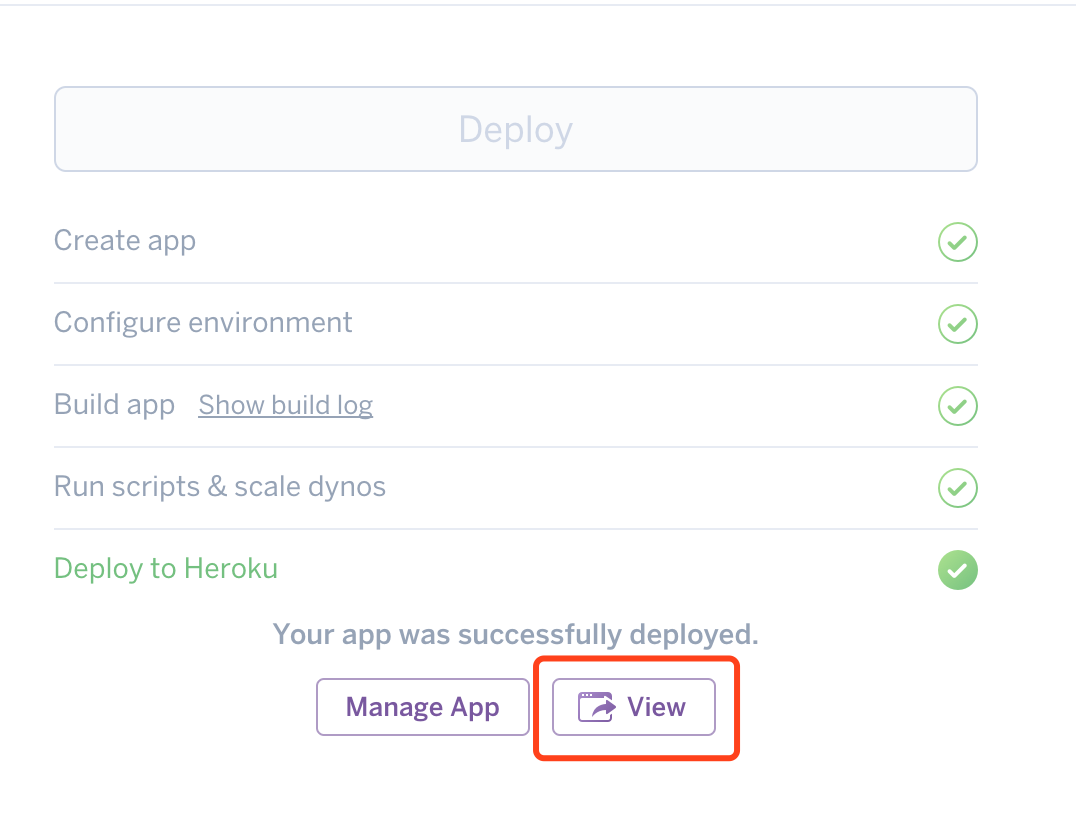 Deploy
Create app
Configure environment
Build app Show build log
Run scripts & scale dynos
Deploy to Heroku
Your app was successfully deployed.
Manage App View